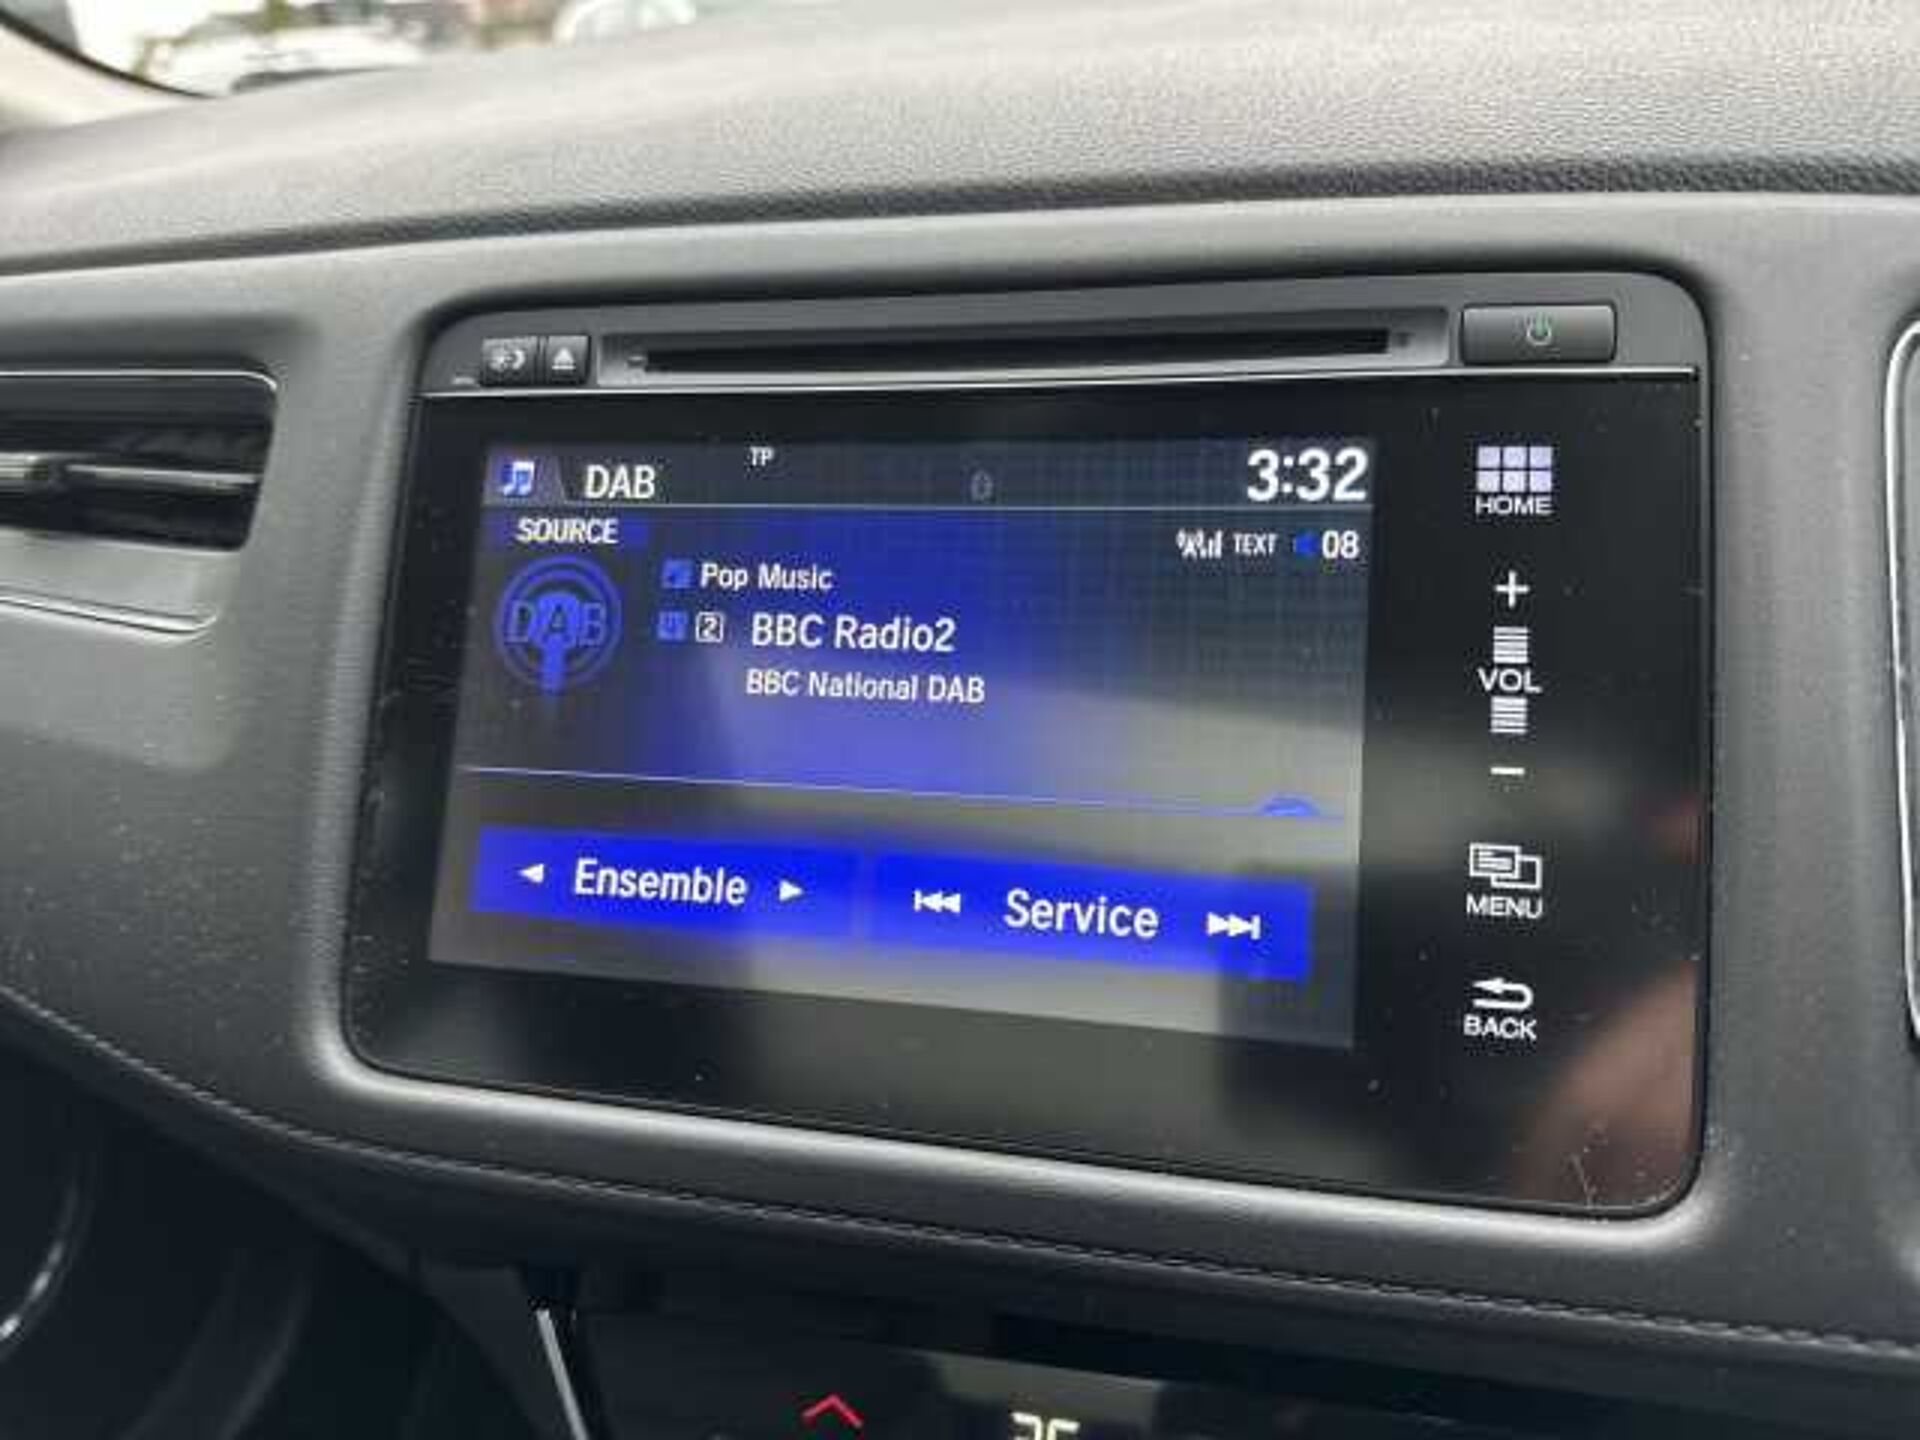 DAB
TP
3:32
HOME
SOURCE
TEXT 08
Pop Music
DAB
2 BBC Radio2
BBC National DAB
VOL
Ensemble
Service
MENU
BACK